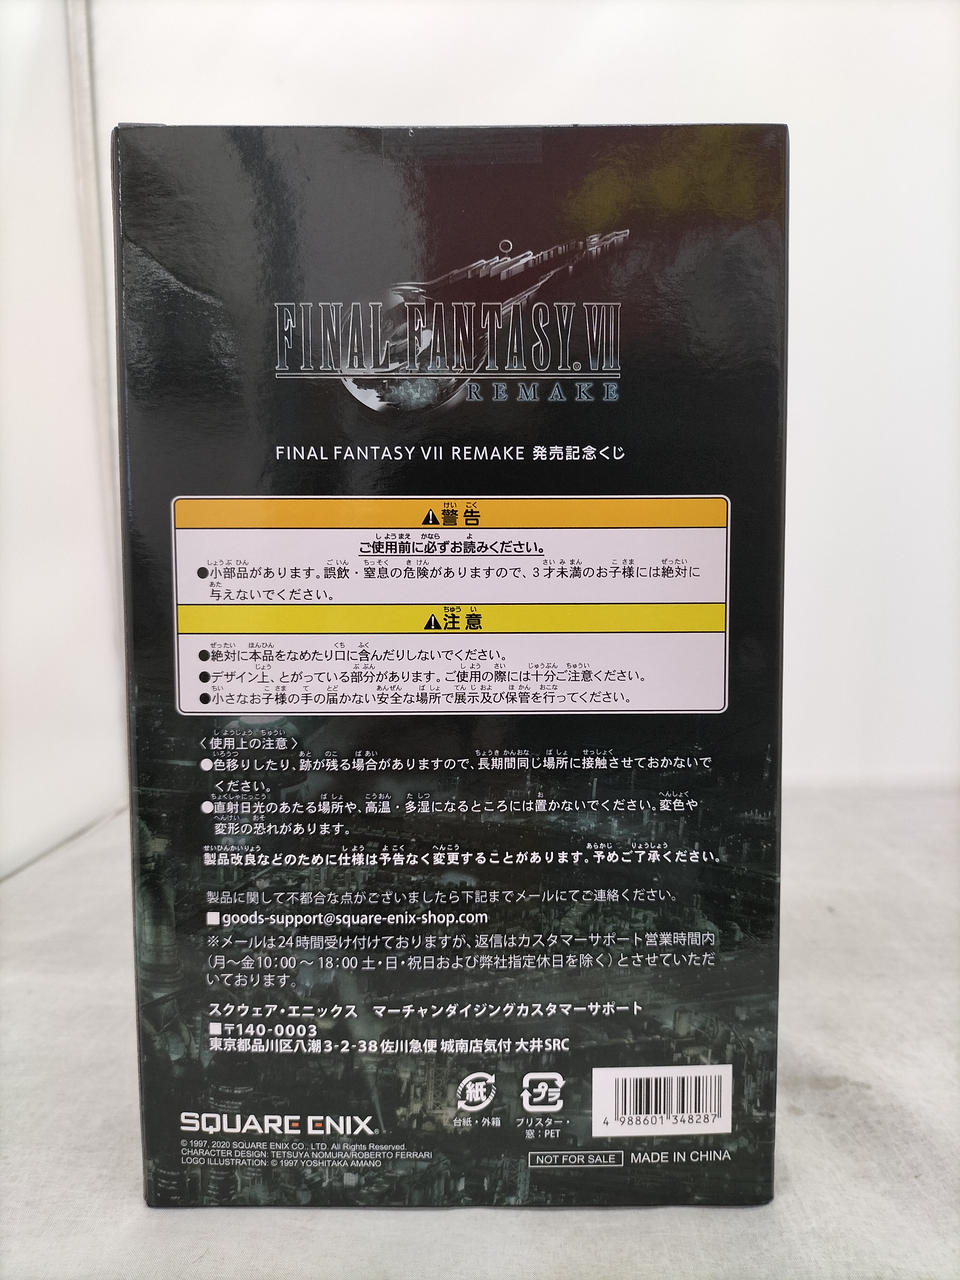 FINAL FANTASY. VII
REMAKE
FINAL FANTASY VII REMAKE 発売記念くじ
⚠警告
ご使用前に必ずお読みください。
●小部品があります。誤飲・窒息の危険がありますので、3才未満のお子様には絶対に
与えないでください。
⚠注意
●絶対に本品をなめたり口に含んだりしないでください。
●デザイン上、とがっている部分があります。ご使用の際には十分ご注意ください。
●小さなお子様の手の届かない安全な場所で展示及び保管を行ってください。
〈使用上の注意〉
●色移りしたり、跡が残る場合がありますので、長期間同じ場所に接触させておかないで
ください。
●直射日光のあたる場所や、高温・多湿になるところには置かないでください。変色や
変形の恐れがあります。
製品改良などのために仕様は予告なく変更することがあります。予めご了承ください。
製品に関して不都合な点がございましたら下記までメールにてご連絡ください。
■goods-support@square-enix-shop.com
※メールは24時間受け付けておりますが、返信はカスタマーサポート営業時間内
(月〜金10:00〜18:00 土・日・祝日および弊社指定休日を除く)とさせていただ
いております。
スクウェア・エニックス マーチャンダイジングカスタマーサポート
■〒140-0003
東京都品川区八潮3-2-38佐川急便 城南店気付 大井SRC
紙
台紙・外箱
プラ
ブリスター・
窓:PET
4 988601 348287
SQUARE ENIX.
© 1997, 2020 SQUARE ENIX CO., LTD. All Rights Reserved.
CHARACTER DESIGN: TETSUYA NOMURA/ROBERTO FERRARI
LOGO ILLUSTRATION: © 1997 YOSHITAKA AMANO
NOT FOR SALE MADE IN CHINA